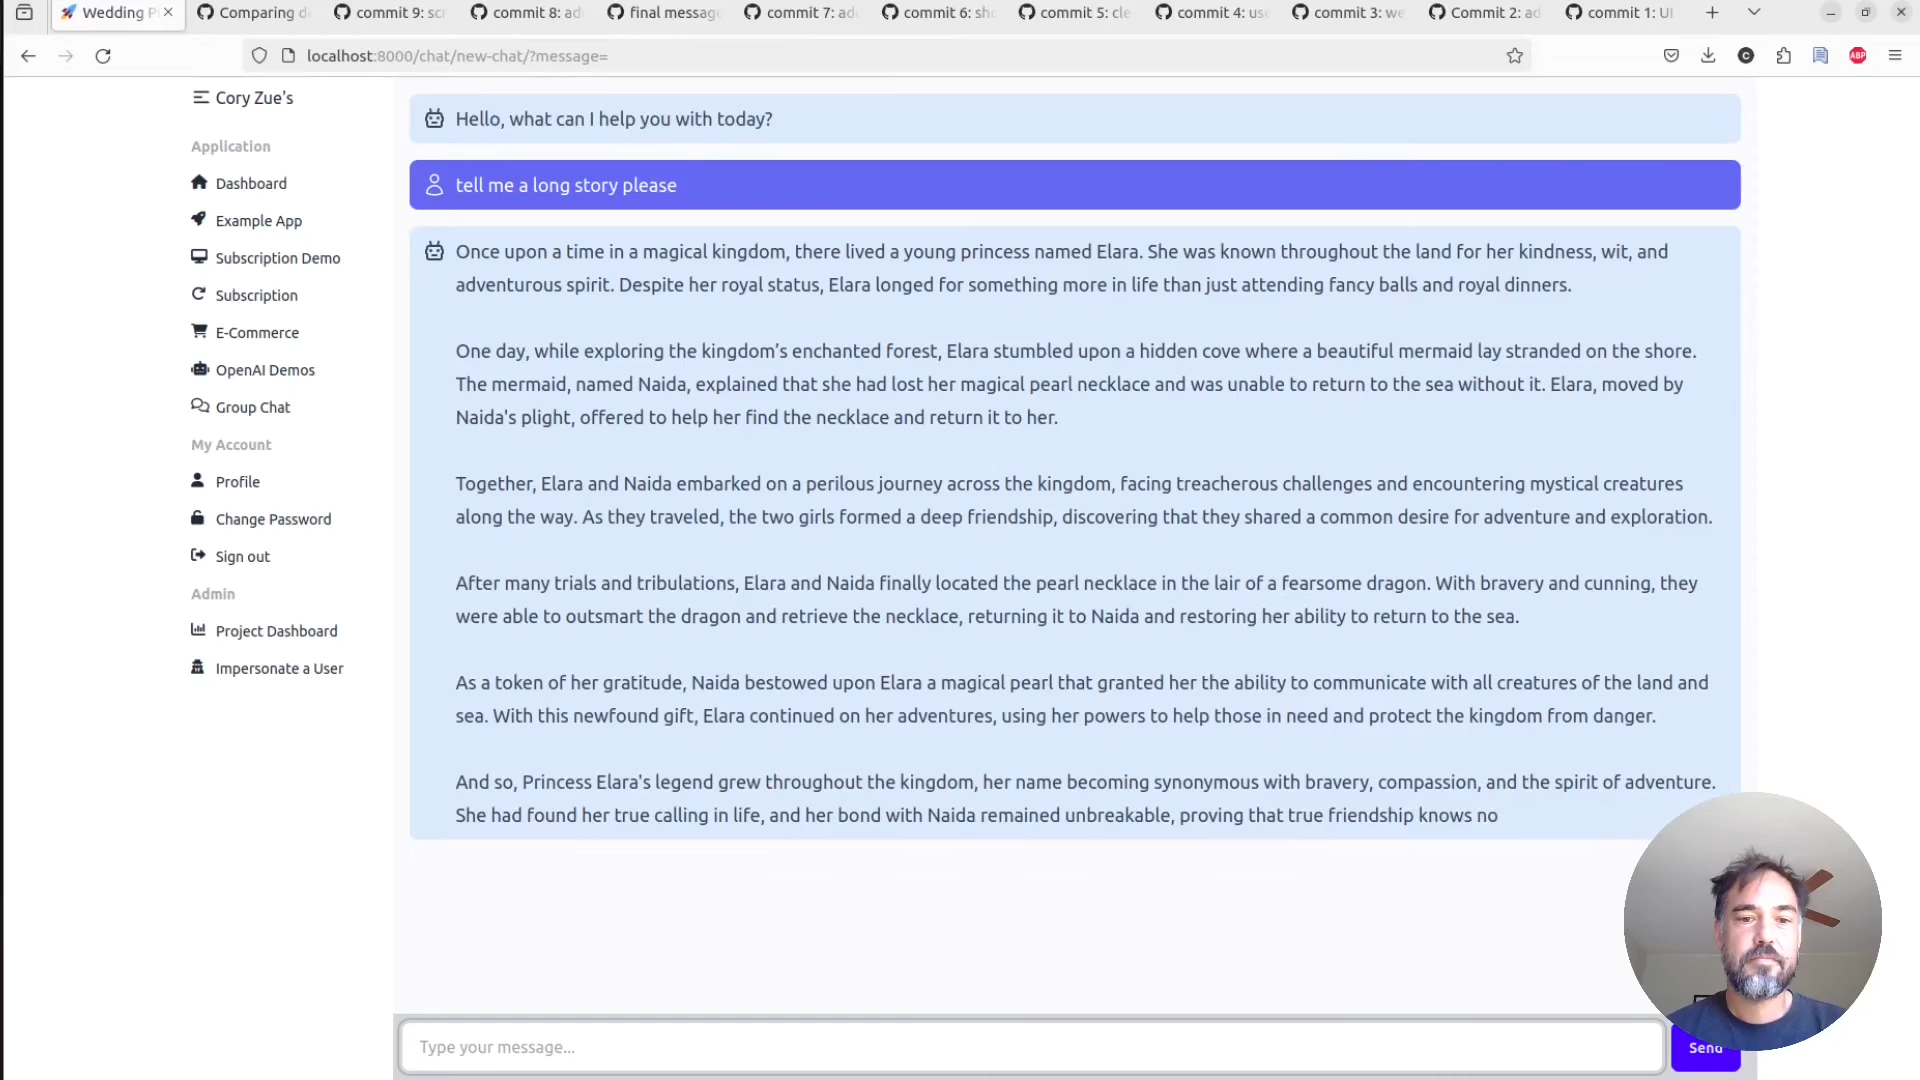 Wedding P
Comparing d
commit 9: scr
commit 8: ad
final message
commit 7: ad
commit 6: sho
commit 5: cle
commit 4: use
commit 3: we
Commit 2: ad
commit 1: UI
localhost:8000/chat/new-chat/?message=
ABP
Cory Zue's
Application
Dashboard
Example App
Subscription Demo
Subscription
E-Commerce
OpenAI Demos
Group Chat
My Account
Profile
Change Password
Sign out
Admin
Project Dashboard
Impersonate a User
Hello, what can I help you with today?
tell me a long story please
Once upon a time in a magical kingdom, there lived a young princess named Elara. She was known throughout the land for her kindness, wit, and
adventurous spirit. Despite her royal status, Elara longed for something more in life than just attending fancy balls and royal dinners.
One day, while exploring the kingdom’s enchanted forest, Elara stumbled upon a hidden cove where a beautiful mermaid lay stranded on the shore.
The mermaid, named Naida, explained that she had lost her magical pearl necklace and was unable to return to the sea without it. Elara, moved by
Naida's plight, offered to help her find the necklace and return it to her.
Together, Elara and Naida embarked on a perilous journey across the kingdom, facing treacherous challenges and encountering mystical creatures
along the way. As they traveled, the two girls formed a deep friendship, discovering that they shared a common desire for adventure and exploration.
After many trials and tribulations, Elara and Naida finally located the pearl necklace in the lair of a fearsome dragon. With bravery and cunning, they
were able to outsmart the dragon and retrieve the necklace, returning it to Naida and restoring her ability to return to the sea.
As a token of her gratitude, Naida bestowed upon Elara a magical pearl that granted her the ability to communicate with all creatures of the land and
sea. With this newfound gift, Elara continued on her adventures, using her powers to help those in need and protect the kingdom from danger.
And so, Princess Elara's legend grew throughout the kingdom, her name becoming synonymous with bravery, compassion, and the spirit of adventure.
She had found her true calling in life, and her bond with Naida remained unbreakable, proving that true friendship knows no
Type your message...
Send